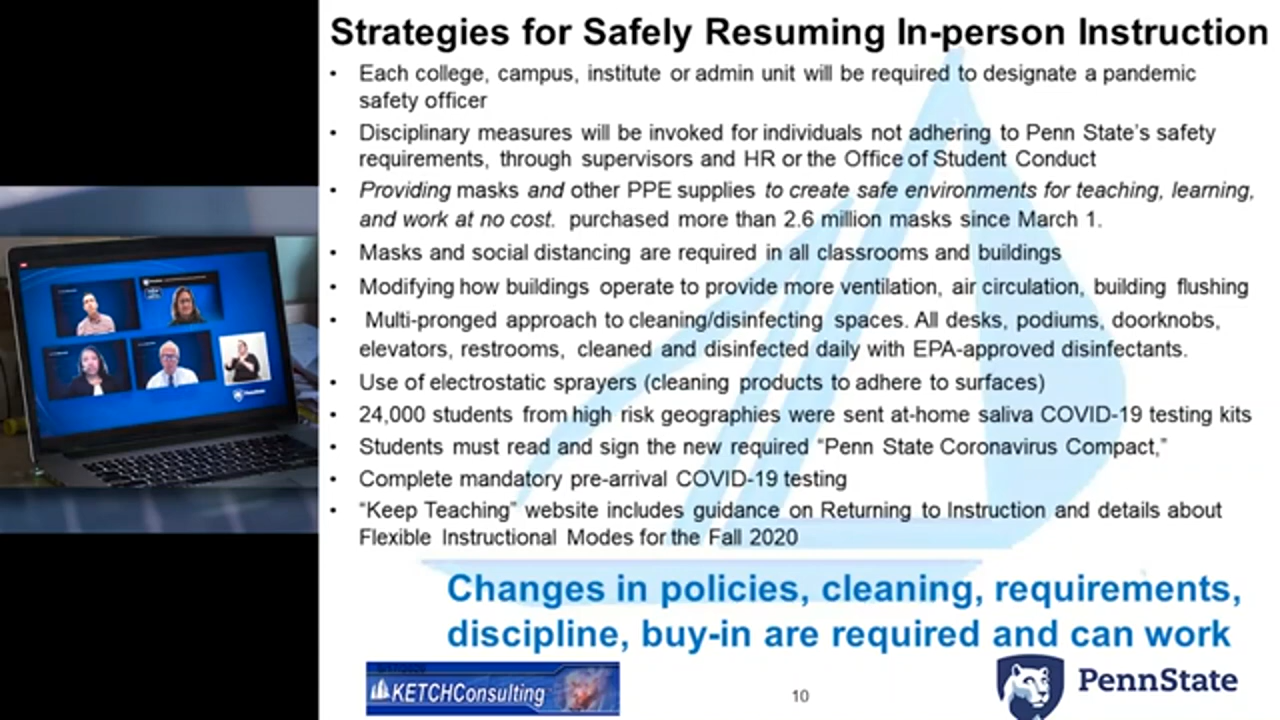 Strategies for Safely Resuming In-person Instruction
• Each college, campus, institute or admin unit will be required to designate a pandemic
safety officer
• Disciplinary measures will be invoked for individuals not adhering to Penn State's safety
requirements, through supervisors and HR or the Office of Student Conduct
• Providing masks and other PPE supplies to create safe environments for teaching, learning,
and work at no cost. purchased more than 2.6 million masks since March 1.
• Masks and social distancing are required in all classrooms and buildings
• Modifying how buildings operate to provide more ventilation, air circulation, building flushing
• Multi-pronged approach to cleaning/disinfecting spaces. All desks, podiums, doorknobs,
elevators, restrooms, cleaned and disinfected daily with EPA-approved disinfectants.
• Use of electrostatic sprayers (cleaning products to adhere to surfaces)
• 24,000 students from high risk geographies were sent at-home saliva COVID-19 testing kits
• Students must read and sign the new required “Penn State Coronavirus Compact,”
• Complete mandatory pre-arrival COVID-19 testing
• “Keep Teaching” website includes guidance on Returning to Instruction and details about
Flexible Instructional Modes for the Fall 2020
Changes in policies, cleaning, requirements,
discipline, buy-in are required and can work
KETCHConsulting
10
PennState
PennState